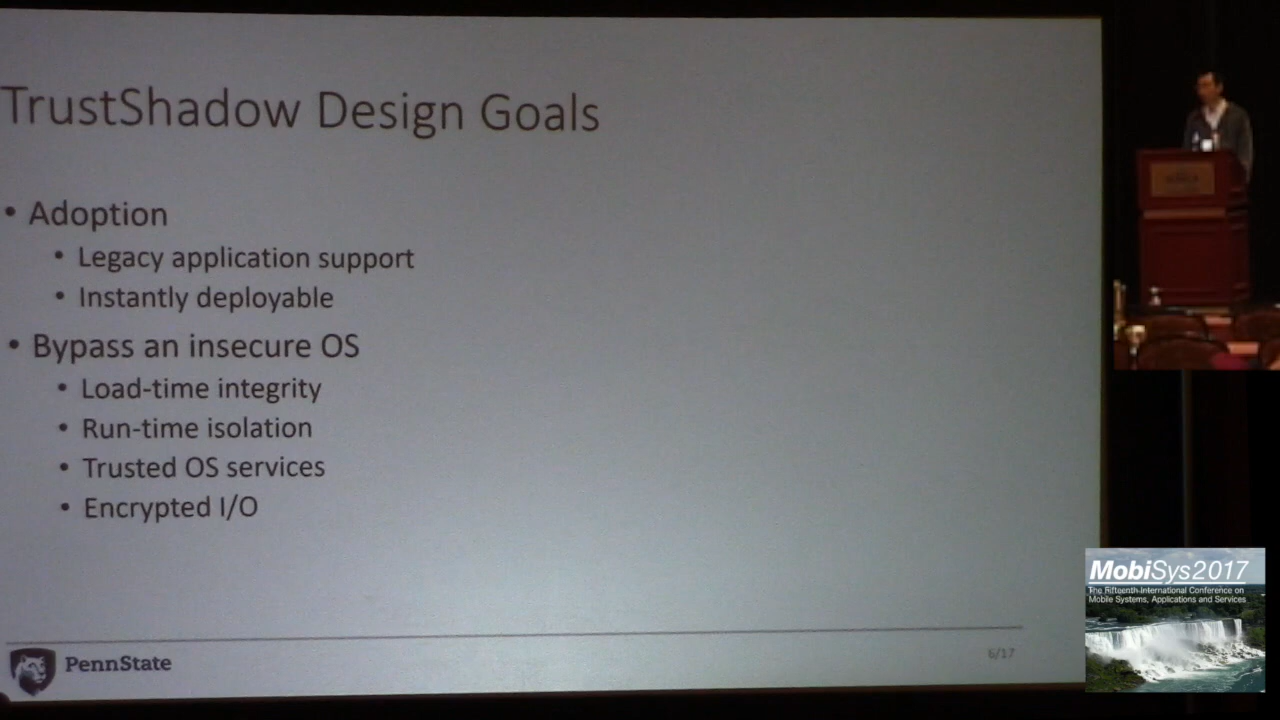 TrustShadow Design Goals
• Adoption
• Legacy application support
• Instantly deployable
• Bypass an insecure OS
• Load-time integrity
• Run-time isolation
• Trusted OS services
• Encrypted I/O
PennState
6/17
MobiSys2017
The Fifteenth International Conference on
Mobile Systems, Applications and Services